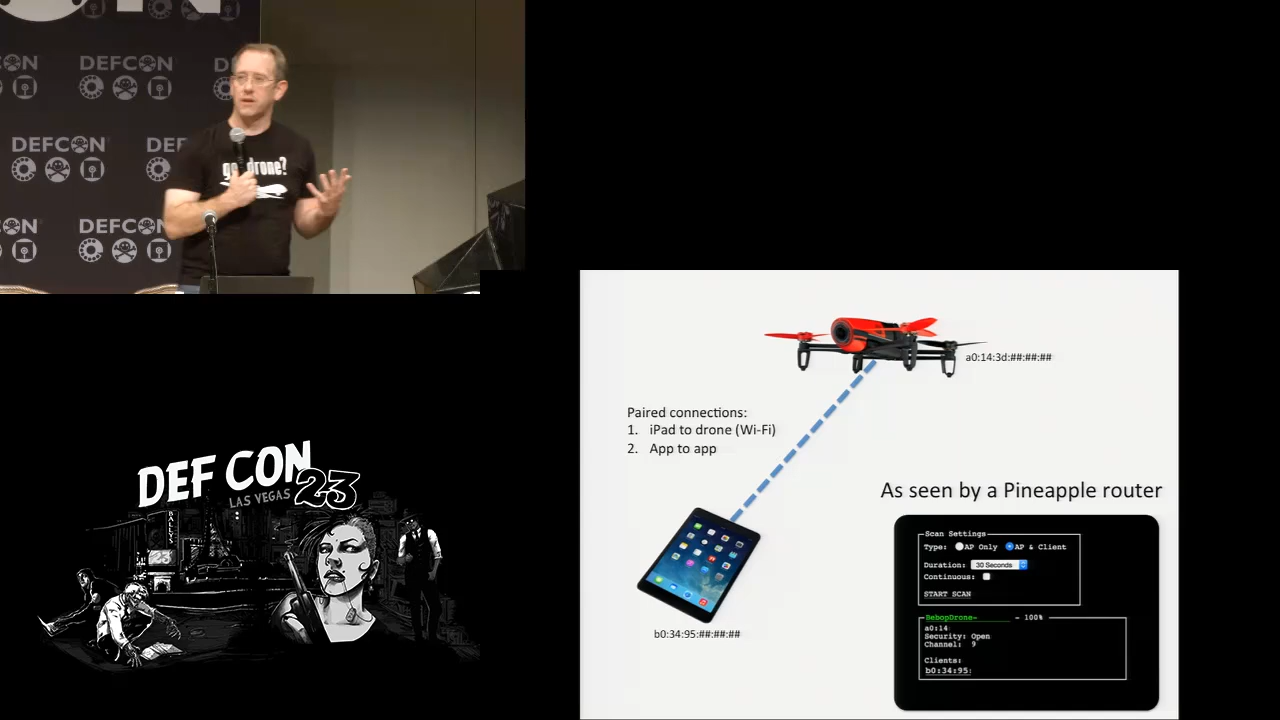 DEFCON
DEFCON
DEFCON
got drone?
DEF CON
23
LAS VEGAS
BALLYS
23
a0:14:3d:##:##:##
Paired connections:
1. iPad to drone (Wi-Fi)
2. App to app
b0:34:95:##:##:##
As seen by a Pineapple router
Scan Settings
Type: AP Only AP & Client
Duration: 30 Seconds
Continuous:
START SCAN
BebopDrone- - 100%
a0:14
Security: Open
Channel: 9
Clients:
b0:34:95: